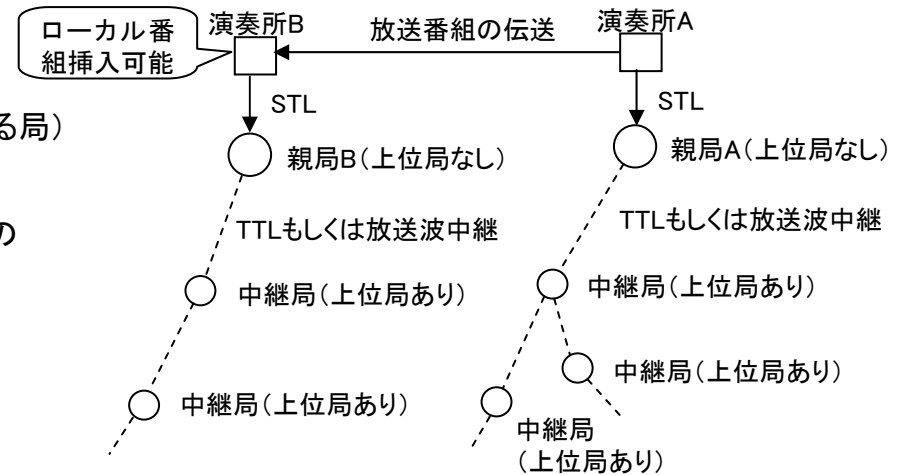 ローカル番
組挿入可能
演奏所B
放送番組の伝送
演奏所A
STL
STL
る局）
親局B（上位局なし）
親局A（上位局なし）
の
TTLもしくは放送波中継
TTLもしくは放送波中継
中継局（上位局あり）
中継局（上位局あり）
中継局（上位局あり）
中継局（上位局あり）
中継局
（上位局あり）